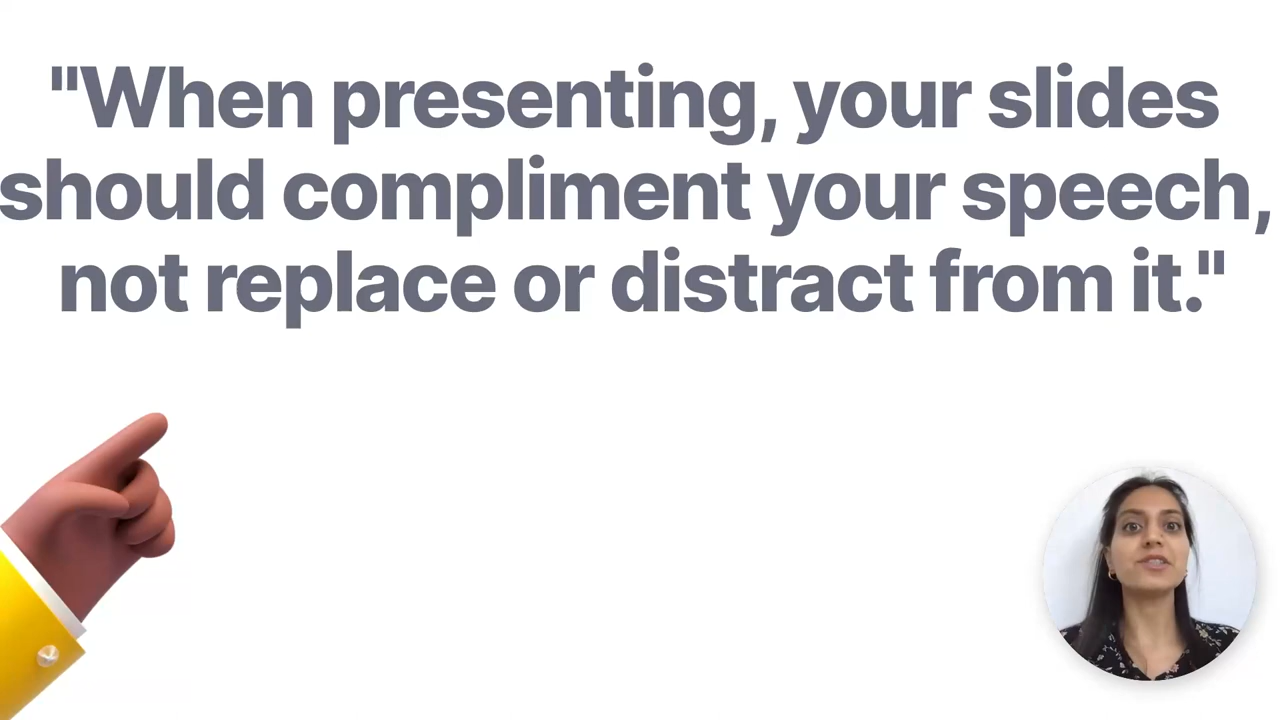 "When presenting, your slides
should compliment your speech,
not replace or distract from it."